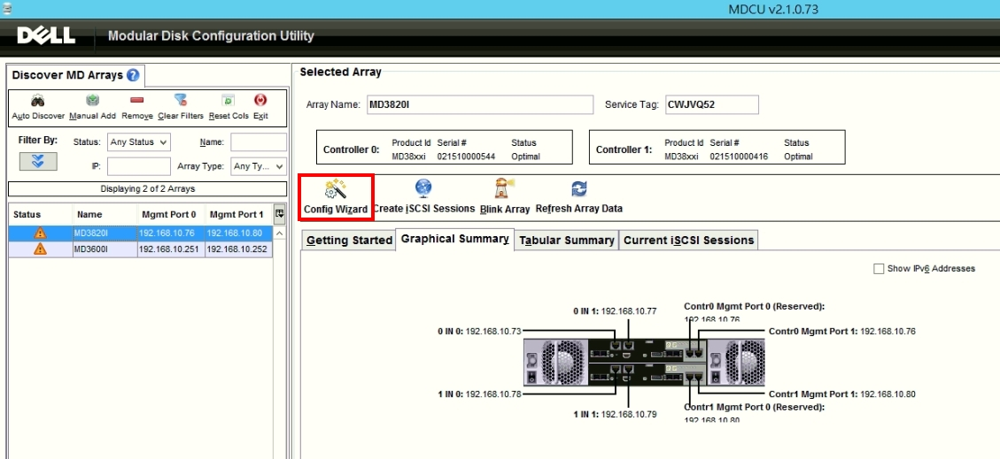 MDCU v2.1.0.73
DELL Modular Disk Configuration Utility
Discover MD Arrays ?
Auto Discover Manual Add Remove Clear Filters Reset Cols Exit
Filter By: Status: Any Status Name:
IP: Array Type: Any Ty...
Displaying 2 of 2 Arrays
Status Name Mgmt Port 0 Mgmt Port 1
MD3820I 192.168.10.76 192.168.10.80
MD3600I 192.168.10.251 192.168.10.252
Selected Array
Array Name: MD3820I Service Tag: CWJVQ52
Controller 0: Product Id Serial # Status
MD38xxi 021510000544 Optimal
Controller 1: Product Id Serial # Status
MD38xxi 021510000416 Optimal
Config Wizard Create iSCSI Sessions Blink Array Refresh Array Data
Getting Started Graphical Summary Tabular Summary Current iSCSI Sessions
Show IPv6 Addresses
0 IN 1: 192.168.10.77
Contr0 Mgmt Port 0 (Reserved):
192.168.10.76
0 IN 0: 192.168.10.73
Contr0 Mgmt Port 1: 192.168.10.76
1 IN 0: 192.168.10.78
Contr1 Mgmt Port 1: 192.168.10.80
1 IN 1: 192.168.10.79
Contr1 Mgmt Port 0 (Reserved):
192.168.10.80